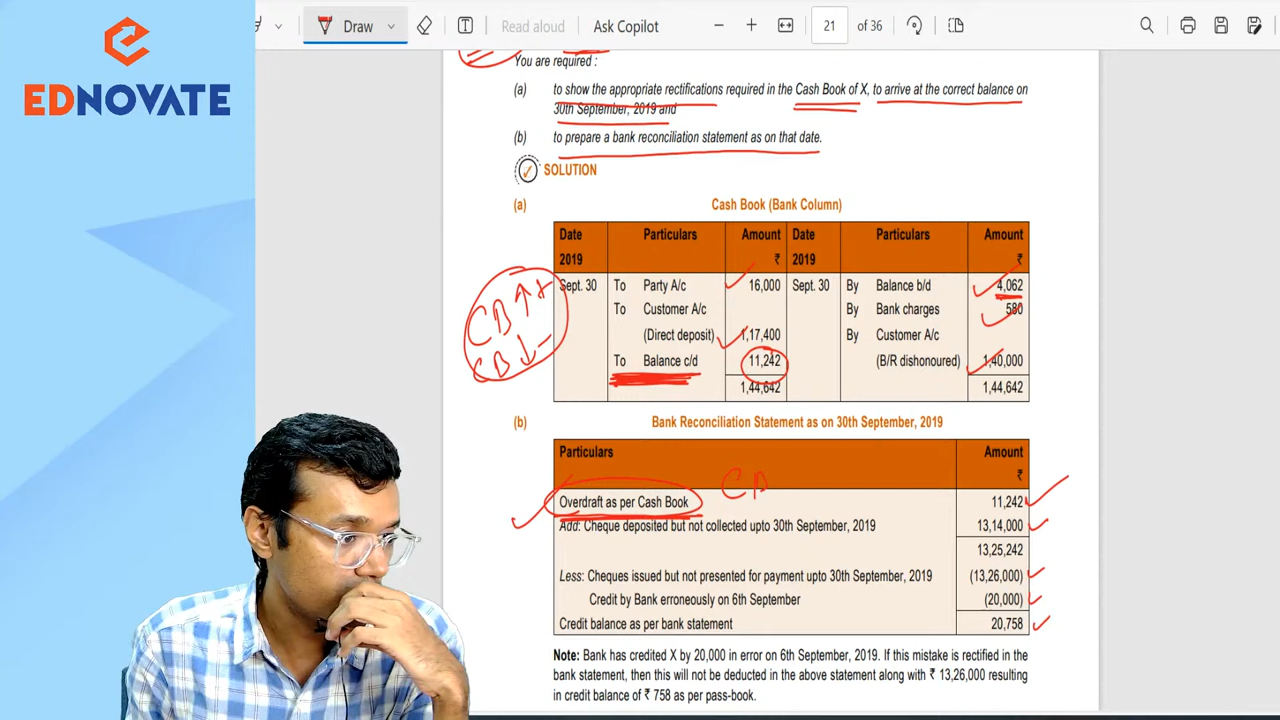 Draw
Read aloud
Ask Copilot
21 of 36
EDNOVATE
You are required :
(a) to show the appropriate rectifications required in the Cash Book of X, to arrive at the correct balance on
30th September, 2019 and
(b) to prepare a bank reconciliation statement as on that date.
SOLUTION
(a) Cash Book (Bank Column)
Date Particulars Amount Date Particulars Amount
2019 ₹ 2019 ₹
Sept. 30 To Party A/c 16,000 Sept. 30 By Balance b/d 4,062
To Customer A/c By Bank charges 580
(Direct deposit) 1,17,400 By Customer A/c
To Balance c/d 11,242 (B/R dishonoured) 1,40,000
1,44,642 1,44,642
CB↑+
CB↓-
(b) Bank Reconciliation Statement as on 30th September, 2019
Particulars Amount
₹
Overdraft as per Cash Book 11,242
Add: Cheque deposited but not collected upto 30th September, 2019 13,14,000
13,25,242
Less: Cheques issued but not presented for payment upto 30th September, 2019 (13,26,000)
Credit by Bank erroneously on 6th September (20,000)
Credit balance as per bank statement 20,758
Note: Bank has credited X by 20,000 in error on 6th September, 2019. If this mistake is rectified in the
bank statement, then this will not be deducted in the above statement along with ₹ 13,26,000 resulting
in credit balance of ₹ 758 as per pass-book.